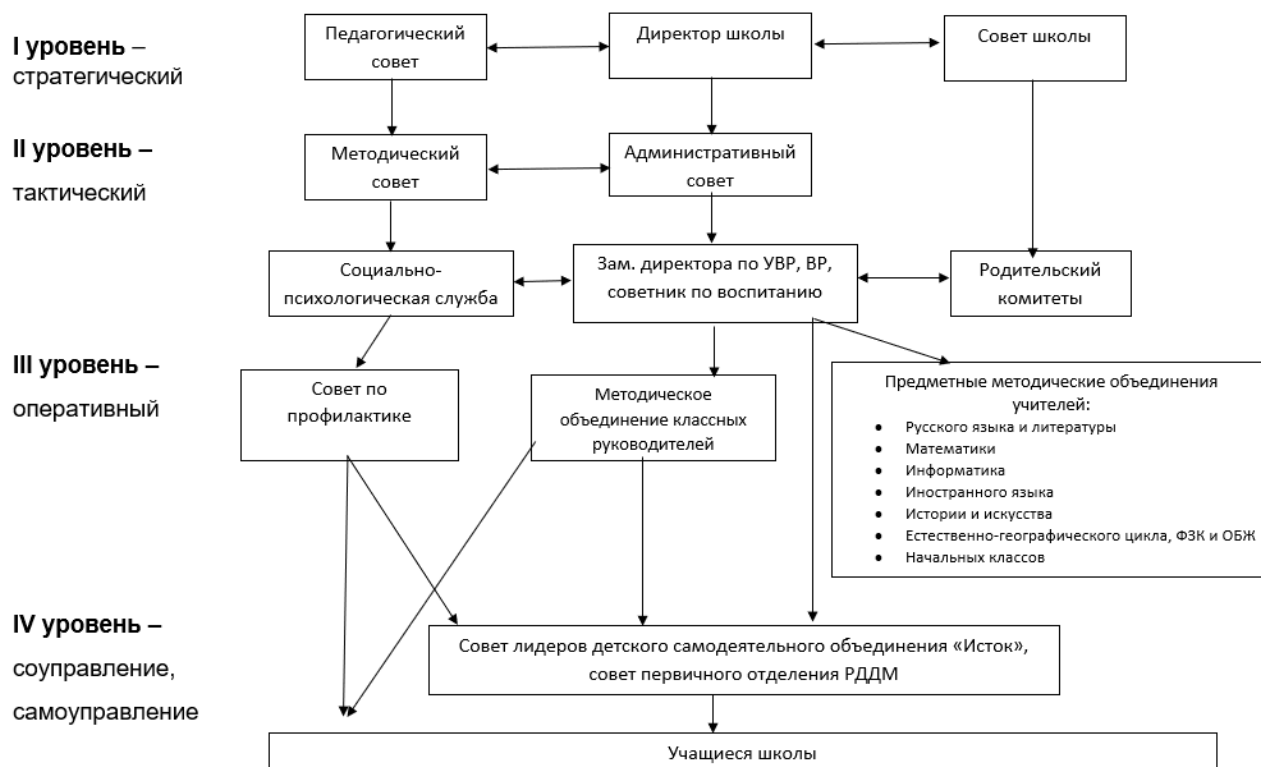 I уровень –
стратегический
Педагогический
совет
Директор школы
Совет школы
II уровень –
тактический
Методический
совет
Административный
совет
Социально-
психологическая служба
Зам. директора по УВР, ВР,
советник по воспитанию
Родительский
комитеты
III уровень –
оперативный
Совет по
профилактике
Методическое
объединение классных
руководителей
Предметные методические объединения
учителей:
• Русского языка и литературы
• Математики
• Информатика
• Иностранного языка
• Истории и искусства
• Естественно-географического цикла, ФЗК и ОБЖ
• Начальных классов
IV уровень –
соуправление,
самоуправление
Совет лидеров детского самодеятельного объединения «Исток»,
совет первичного отделения РДДМ
Учащиеся школы